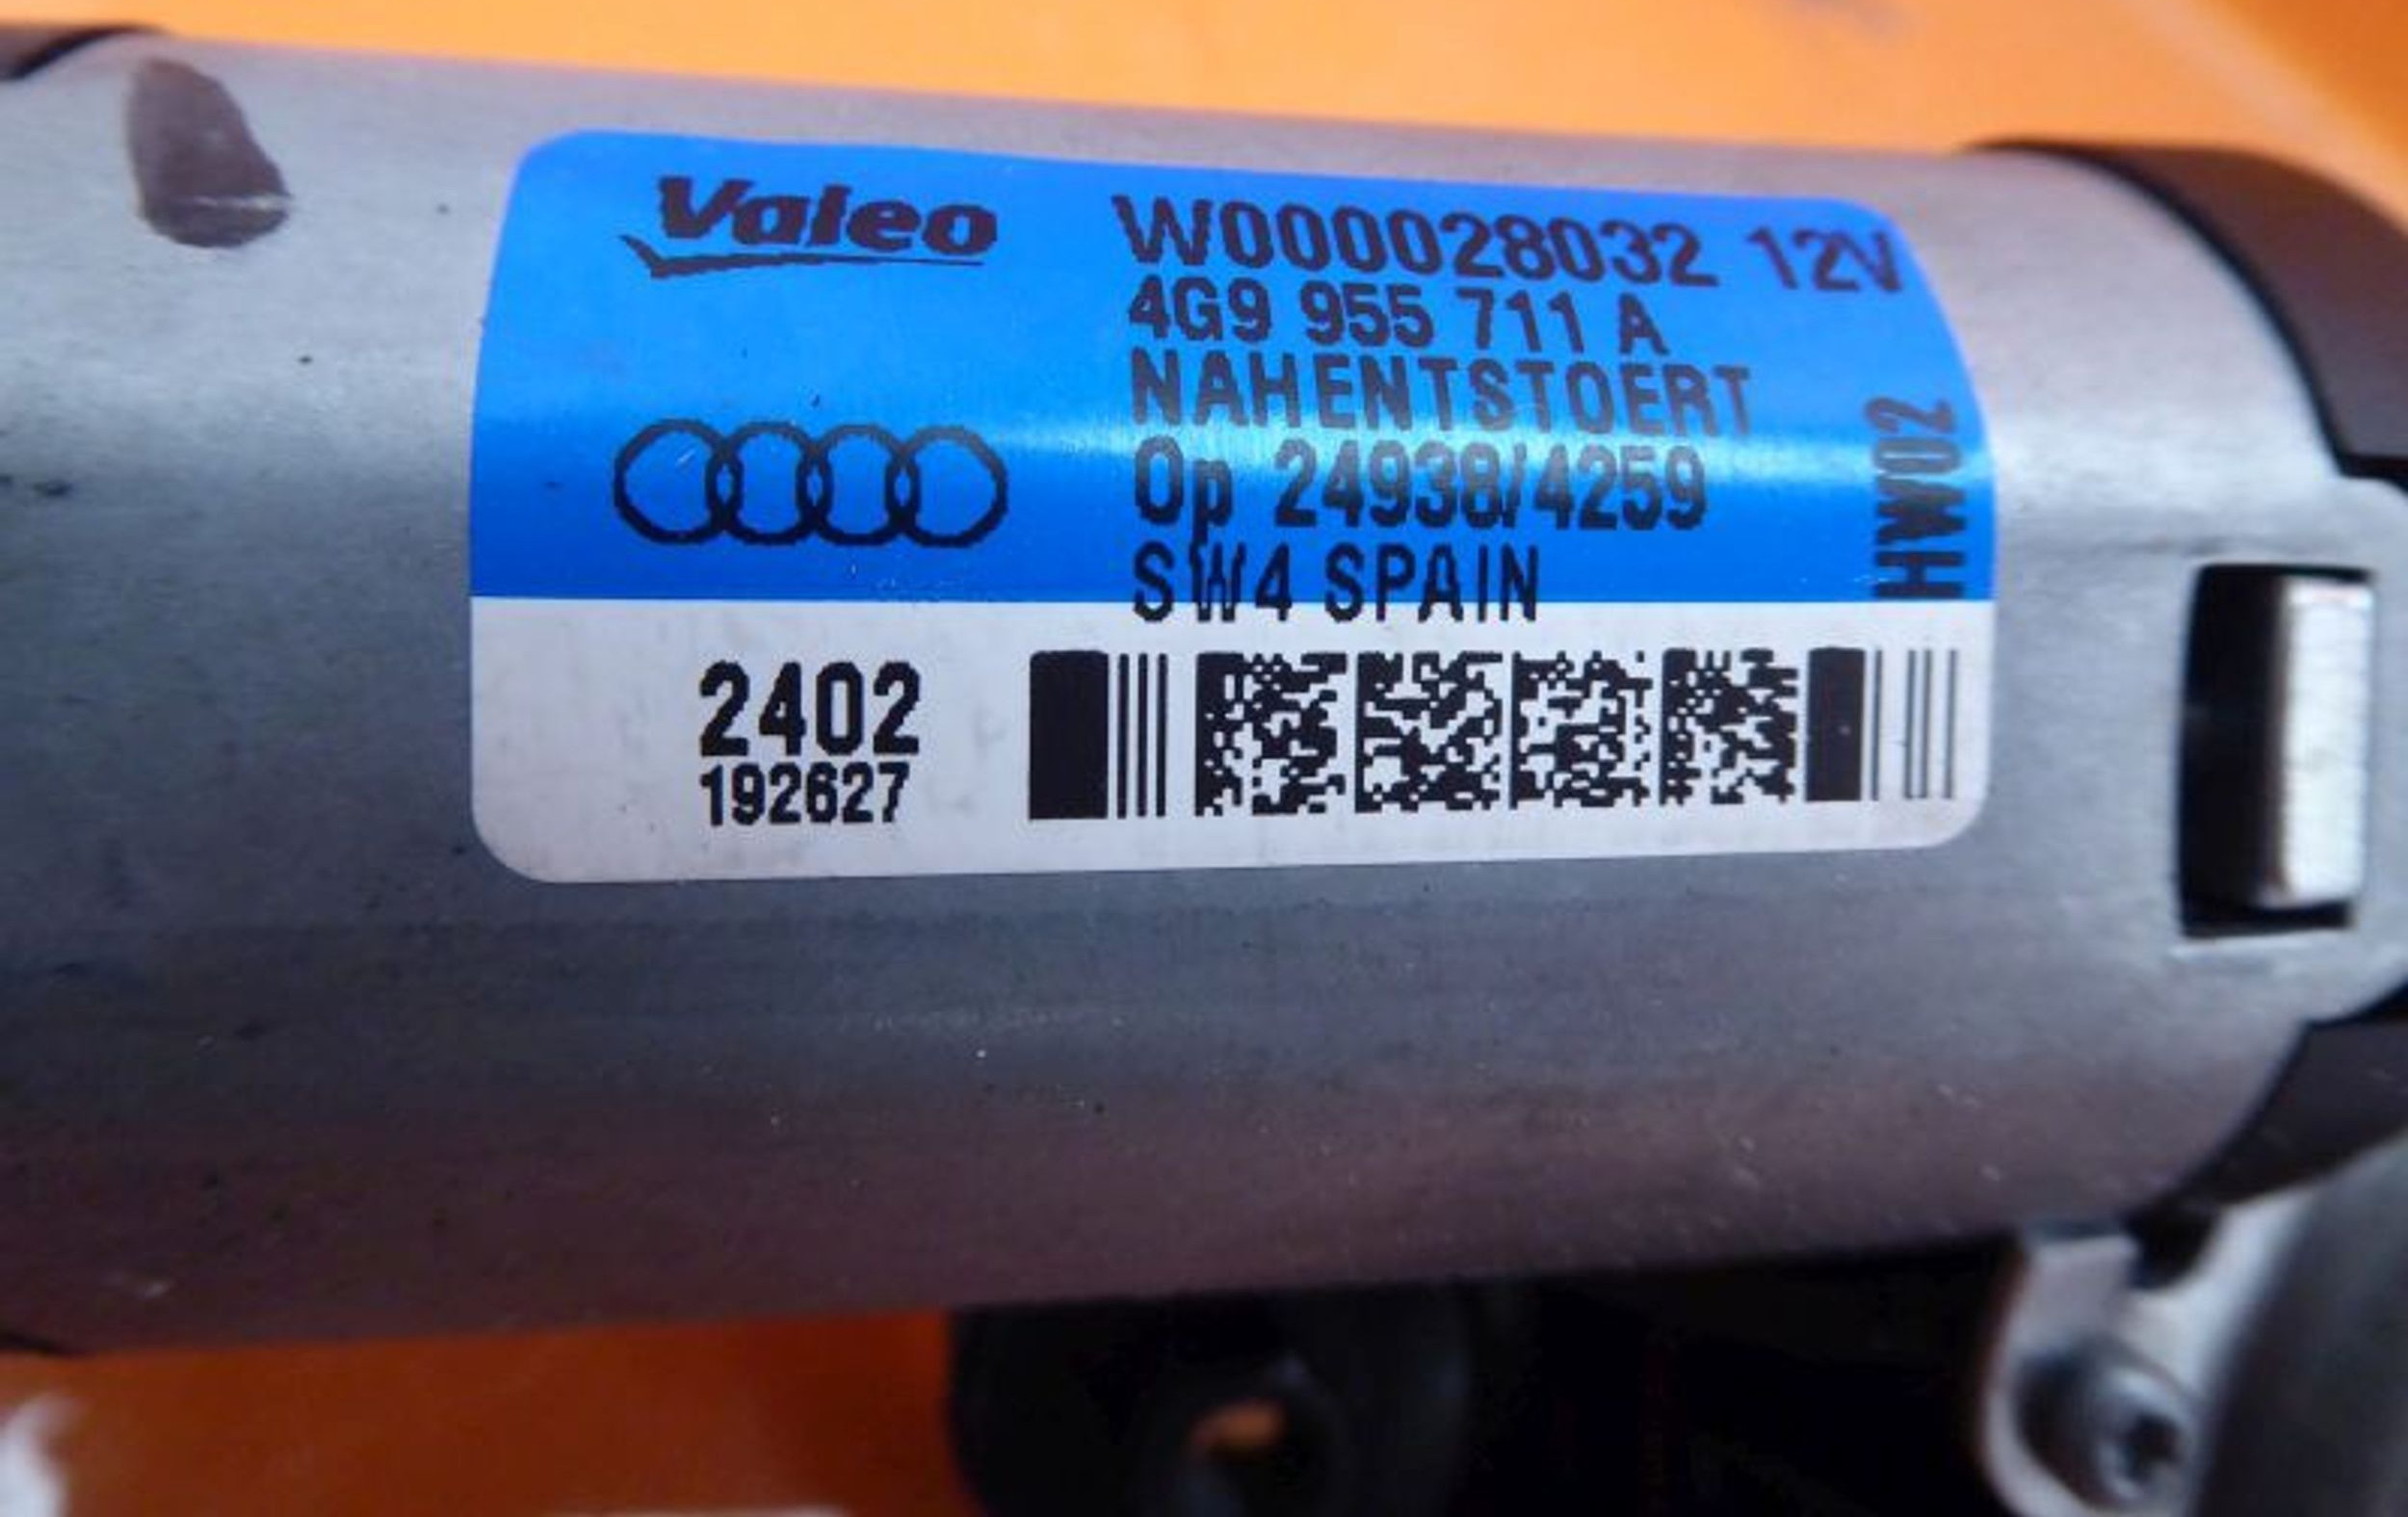 Valeo
W000028032 12V
4G9 955 711 A
NAHENTSTOERT
Op 24938/4259
SW4 SPAIN
HW02
2402
192627